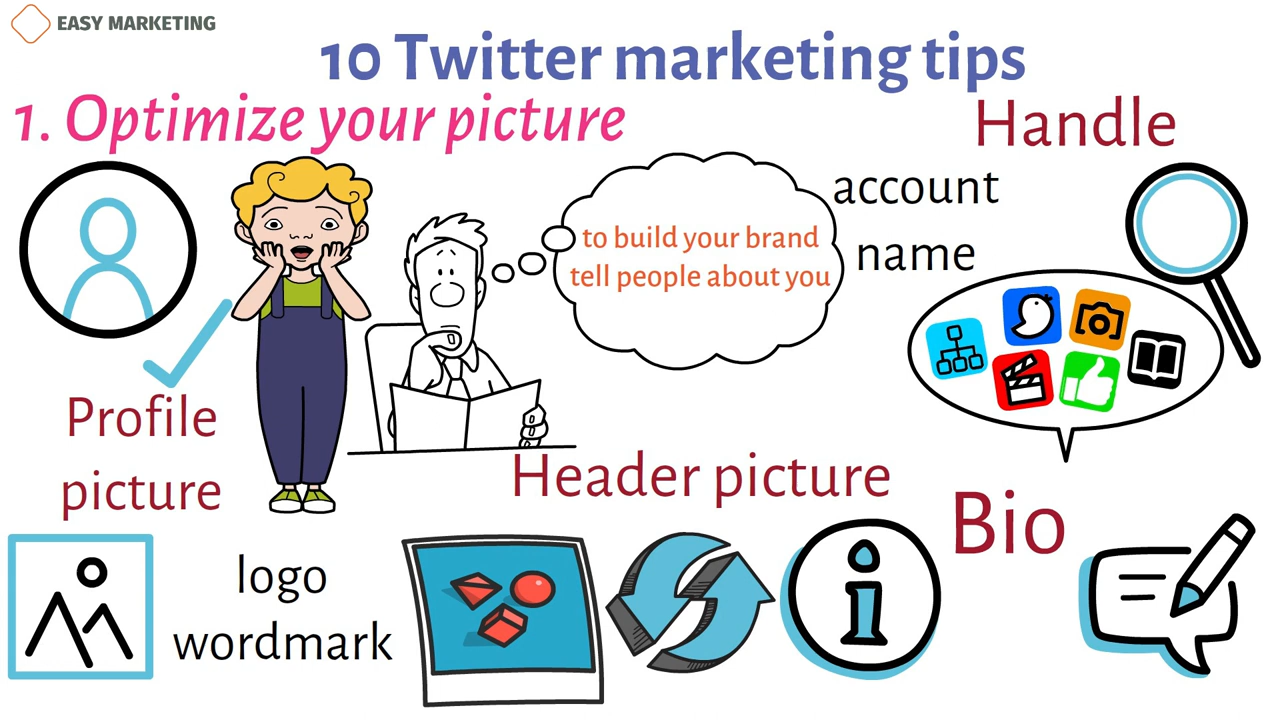 EASY MARKETING
10 Twitter marketing tips
1. Optimize your picture
Handle
account
name
to build your brand
tell people about you
Profile
picture
Header picture
Bio
logo
wordmark